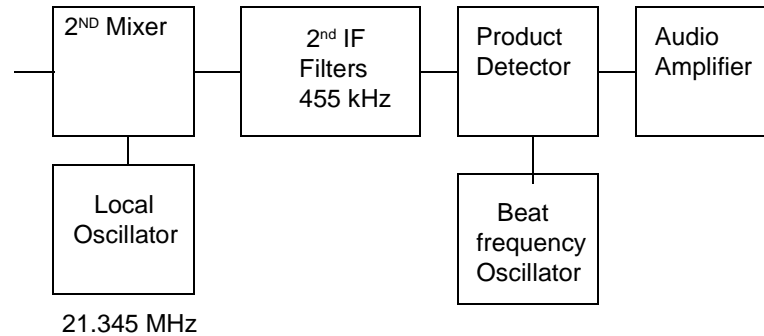 2ND Mixer
2nd IF
Filters
455 kHz
Product
Detector
Audio
Amplifier
Local
Oscillator
Beat
frequency
Oscillator
21.345 MHz